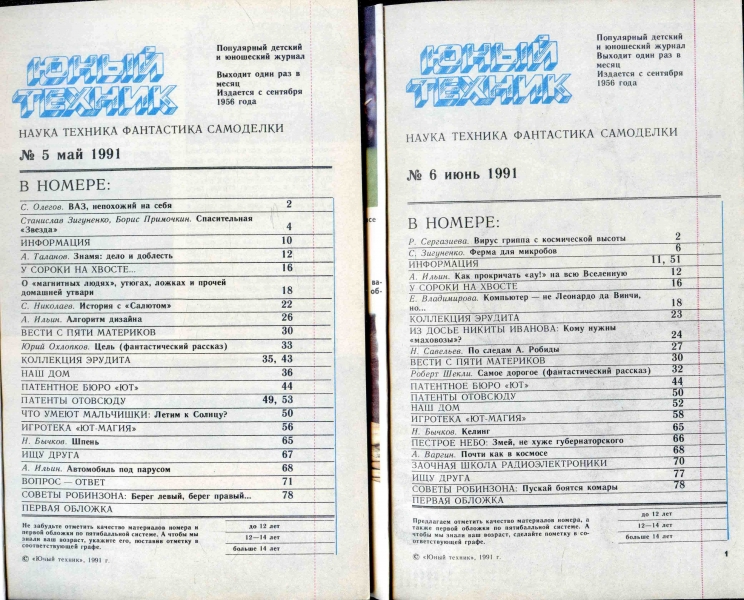 ЮНЫЙ
ТЕХНИК
Популярный детский
и юношеский журнал
Выходит один раз в
месяц
Издается с сентября
1956 года
НАУКА ТЕХНИКА ФАНТАСТИКА САМОДЕЛКИ
№ 5 май 1991
В НОМЕРЕ:
С. Олегов. ВАЗ, непохожий на себя 2
Станислав Зигуненко, Борис Примочкин. Спасительная
«Звезда» 4
ИНФОРМАЦИЯ 10
А. Таланов. Знамя: дело и доблесть 12
У СОРОКИ НА ХВОСТЕ... 16
О «магнитных людях», утюгах, ложках и прочей
домашней утвари 18
С. Николаев. История с «Салютом» 22
А. Ильин. Алгоритм дизайна 26
ВЕСТИ С ПЯТИ МАТЕРИКОВ 30
Юрий Охлопков. Цель (фантастический рассказ) 33
КОЛЛЕКЦИЯ ЭРУДИТА 35, 43
НАШ ДОМ 36
ПАТЕНТНОЕ БЮРО «ЮТ» 44
ПАТЕНТЫ ОТОВСЮДУ 49, 53
ЧТО УМЕЮТ МАЛЬЧИШКИ: Летим к Солнцу? 50
ИГРОТЕКА «ЮТ-МАГИЯ» 56
Н. Бычков. Шпень 65
ИЩУ ДРУГА 67
А. Ильин. Автомобиль под парусом 68
ВОПРОС — ОТВЕТ 71
СОВЕТЫ РОБИНЗОНА: Берег левый, берег правый... 78
ПЕРВАЯ ОБЛОЖКА
Не забудьте отметить качество материалов номера и
первой обложки по пятибалльной системе. А чтобы мы
знали ваш возраст, укажите его, поставив отметку в
соответствующей графе.
до 12 лет
12—14 лет
больше 14 лет
© «Юный техник», 1991 г.
все
ва-
об-
ЮНЫЙ
ТЕХНИК
Популярный детский
и юношеский журнал
Выходит один раз в
месяц
Издается с сентября
1956 года
НАУКА ТЕХНИКА ФАНТАСТИКА САМОДЕЛКИ
№ 6 июнь 1991
В НОМЕРЕ:
Р. Сергазиева. Вирус гриппа с космической высоты 2
С. Зигуненко. Ферма для микробов 6
ИНФОРМАЦИЯ 11, 51
А. Ильин. Как прокричать «ау!» на всю Вселенную 12
У СОРОКИ НА ХВОСТЕ 16
Е. Владимирова. Компьютер — не Леонардо да Винчи,
но... 18
КОЛЛЕКЦИЯ ЭРУДИТА 23
ИЗ ДОСЬЕ НИКИТЫ ИВАНОВА: Кому нужны
«маховозы»? 24
Н. Савельев. По следам А. Робиды 27
ВЕСТИ С ПЯТИ МАТЕРИКОВ 30
Роберт Шекли. Самое дорогое (фантастический рассказ) 32
ПАТЕНТНОЕ БЮРО «ЮТ» 44
ПАТЕНТЫ ОТОВСЮДУ 50
НАШ ДОМ 52
ИГРОТЕКА «ЮТ-МАГИЯ» 58
Н. Бычков. Келинг 65
ПЕСТРОЕ НЕБО: Змей, не хуже губернаторского 66
А. Варгин. Почти как в космосе 68
ЗАОЧНАЯ ШКОЛА РАДИОЭЛЕКТРОНИКИ 70
ИЩУ ДРУГА 77
СОВЕТЫ РОБИНЗОНА: Пускай боятся комары 78
ПЕРВАЯ ОБЛОЖКА
Предлагаем отметить качество материалов номера, а
также первой обложки по пятибалльной системе. А
чтобы мы знали ваш возраст, сделайте пометку в со-
ответствующей графе.
до 12 лет
12—14 лет
больше 14 лет
© «Юный техник», 1991 г.
1